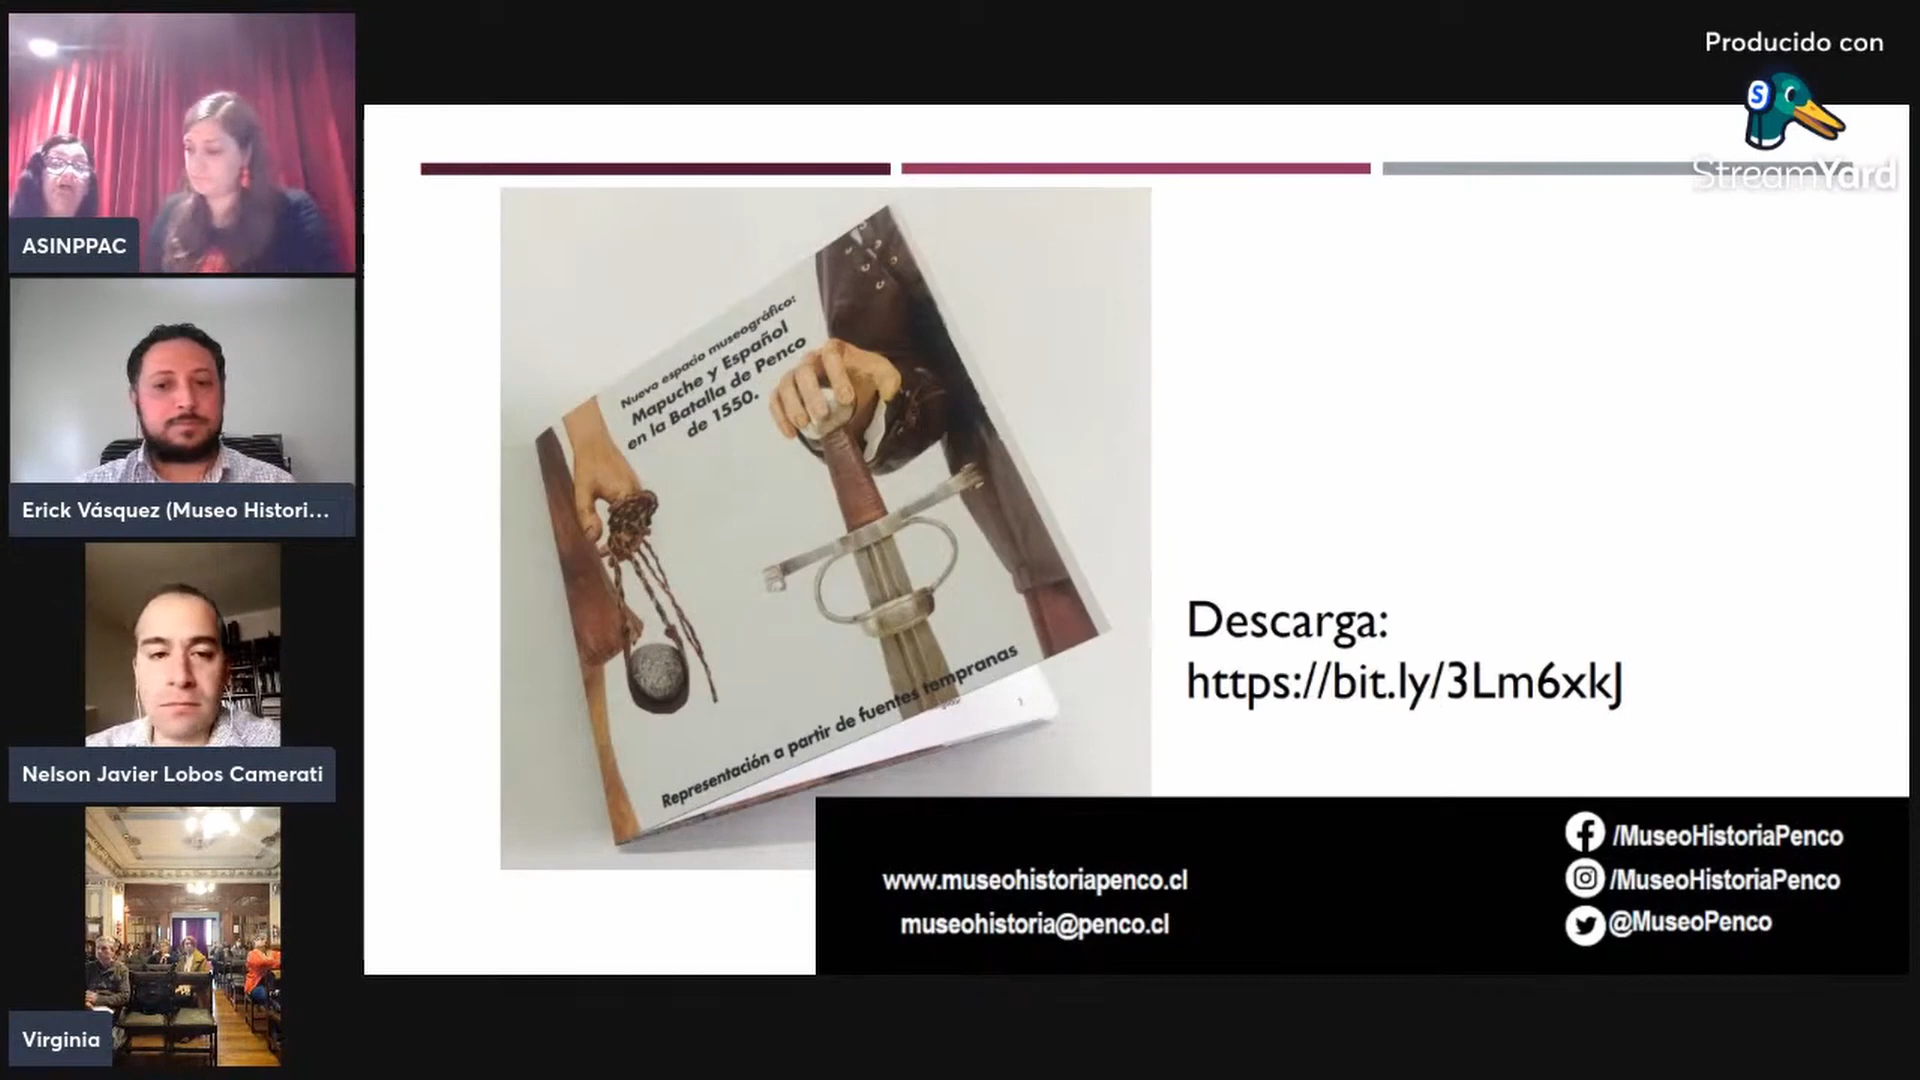 Producido con
StreamYard
ASINPPAC
Erick Vásquez (Museo Histori...
Nelson Javier Lobos Camerati
Virginia
Nuevo espacio museográfico:
Mapuche y Español
en la Batalla de Penco
de 1550.
Representación a partir de fuentes tempranas
Descarga:
https://bit.ly/3Lm6xkJ
www.museohistoriapenco.cl
museohistoria@penco.cl
/MuseoHistoriaPenco
/MuseoHistoriaPenco
@MuseoPenco